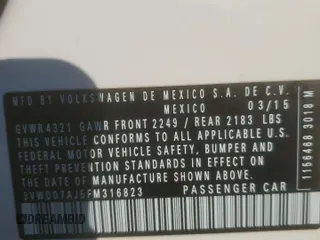 MFD BY VOLKSWAGEN DE MEXICO S.A. DE C.V.
MEXICO 03/15
GVWR 4321 GAWR FRONT 2249 / REAR 2183 LBS
THIS VEHICLE CONFORMS TO ALL APPLICABLE U.S.
FEDERAL MOTOR VEHICLE SAFETY, BUMPER AND
THEFT PREVENTION STANDARDS IN EFFECT ON THE
DATE OF MANUFACTURE SHOWN ABOVE
3VWD07AJ5FM316823 PASSENGER CAR
1156468 3018 M
DREAMBID